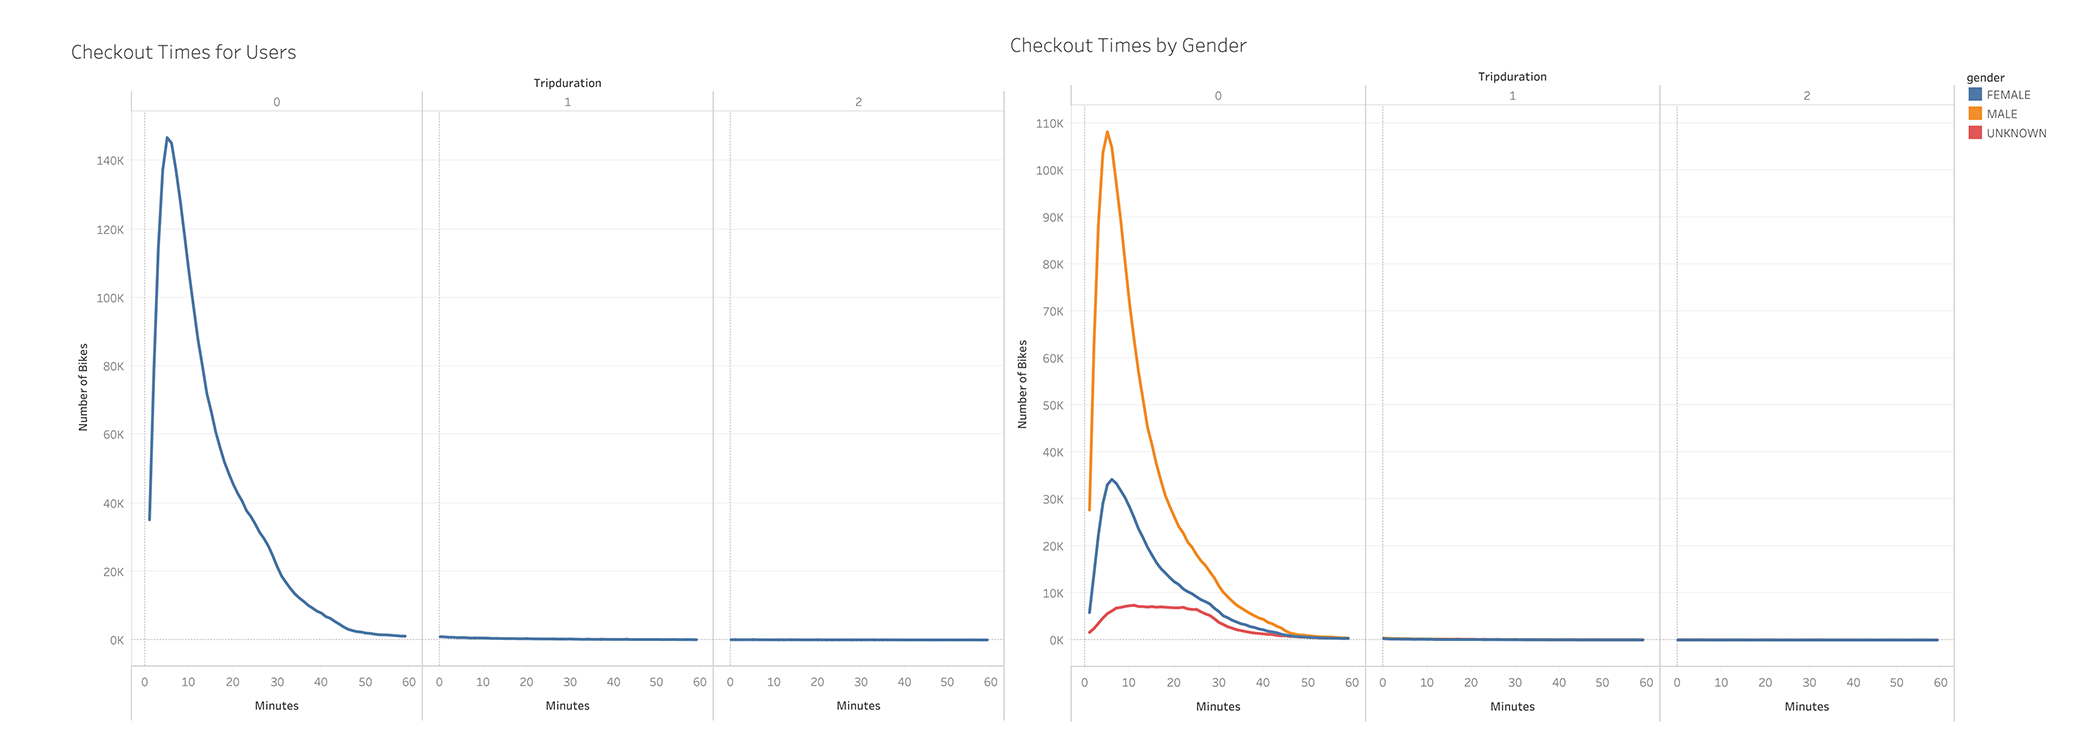 Checkout Times for Users
Tripduration
0 1 2
140K
120K
100K
80K
60K
40K
20K
0K
Number of Bikes
0 10 20 30 40 50 60 0 10 20 30 40 50 60 0 10 20 30 40 50 60
Minutes Minutes Minutes
Checkout Times by Gender
Tripduration
0 1 2
110K
100K
90K
80K
70K
60K
50K
40K
30K
20K
10K
0K
Number of Bikes
0 10 20 30 40 50 60 0 10 20 30 40 50 60 0 10 20 30 40 50 60
Minutes Minutes Minutes
gender
FEMALE
MALE
UNKNOWN